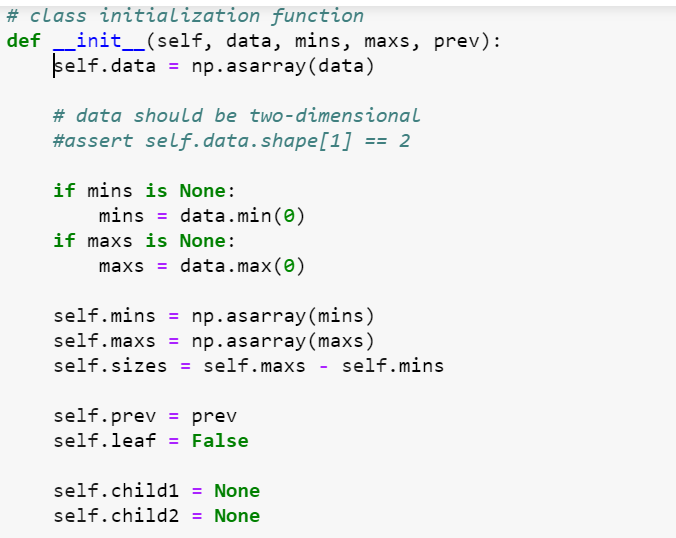 # class initialization function
def __init__(self, data, mins, maxs, prev):
    self.data = np.asarray(data)

    # data should be two-dimensional
    #assert self.data.shape[1] == 2

    if mins is None:
        mins = data.min(0)
    if maxs is None:
        maxs = data.max(0)

    self.mins = np.asarray(mins)
    self.maxs = np.asarray(maxs)
    self.sizes = self.maxs - self.mins

    self.prev = prev
    self.leaf = False

    self.child1 = None
    self.child2 = None